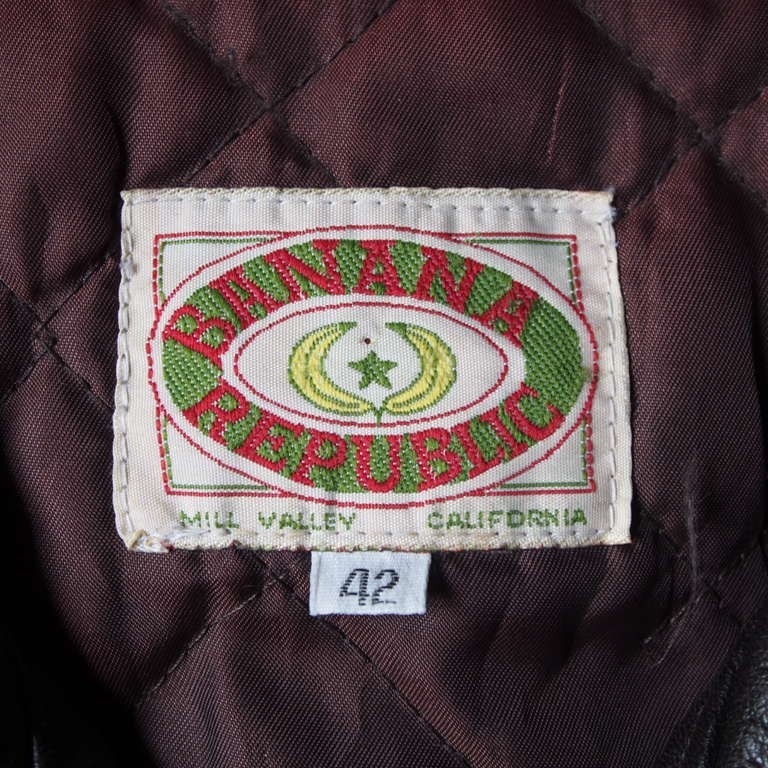 BANANA
REPUBLIC
MILL VALLEY CALIFORNIA
42